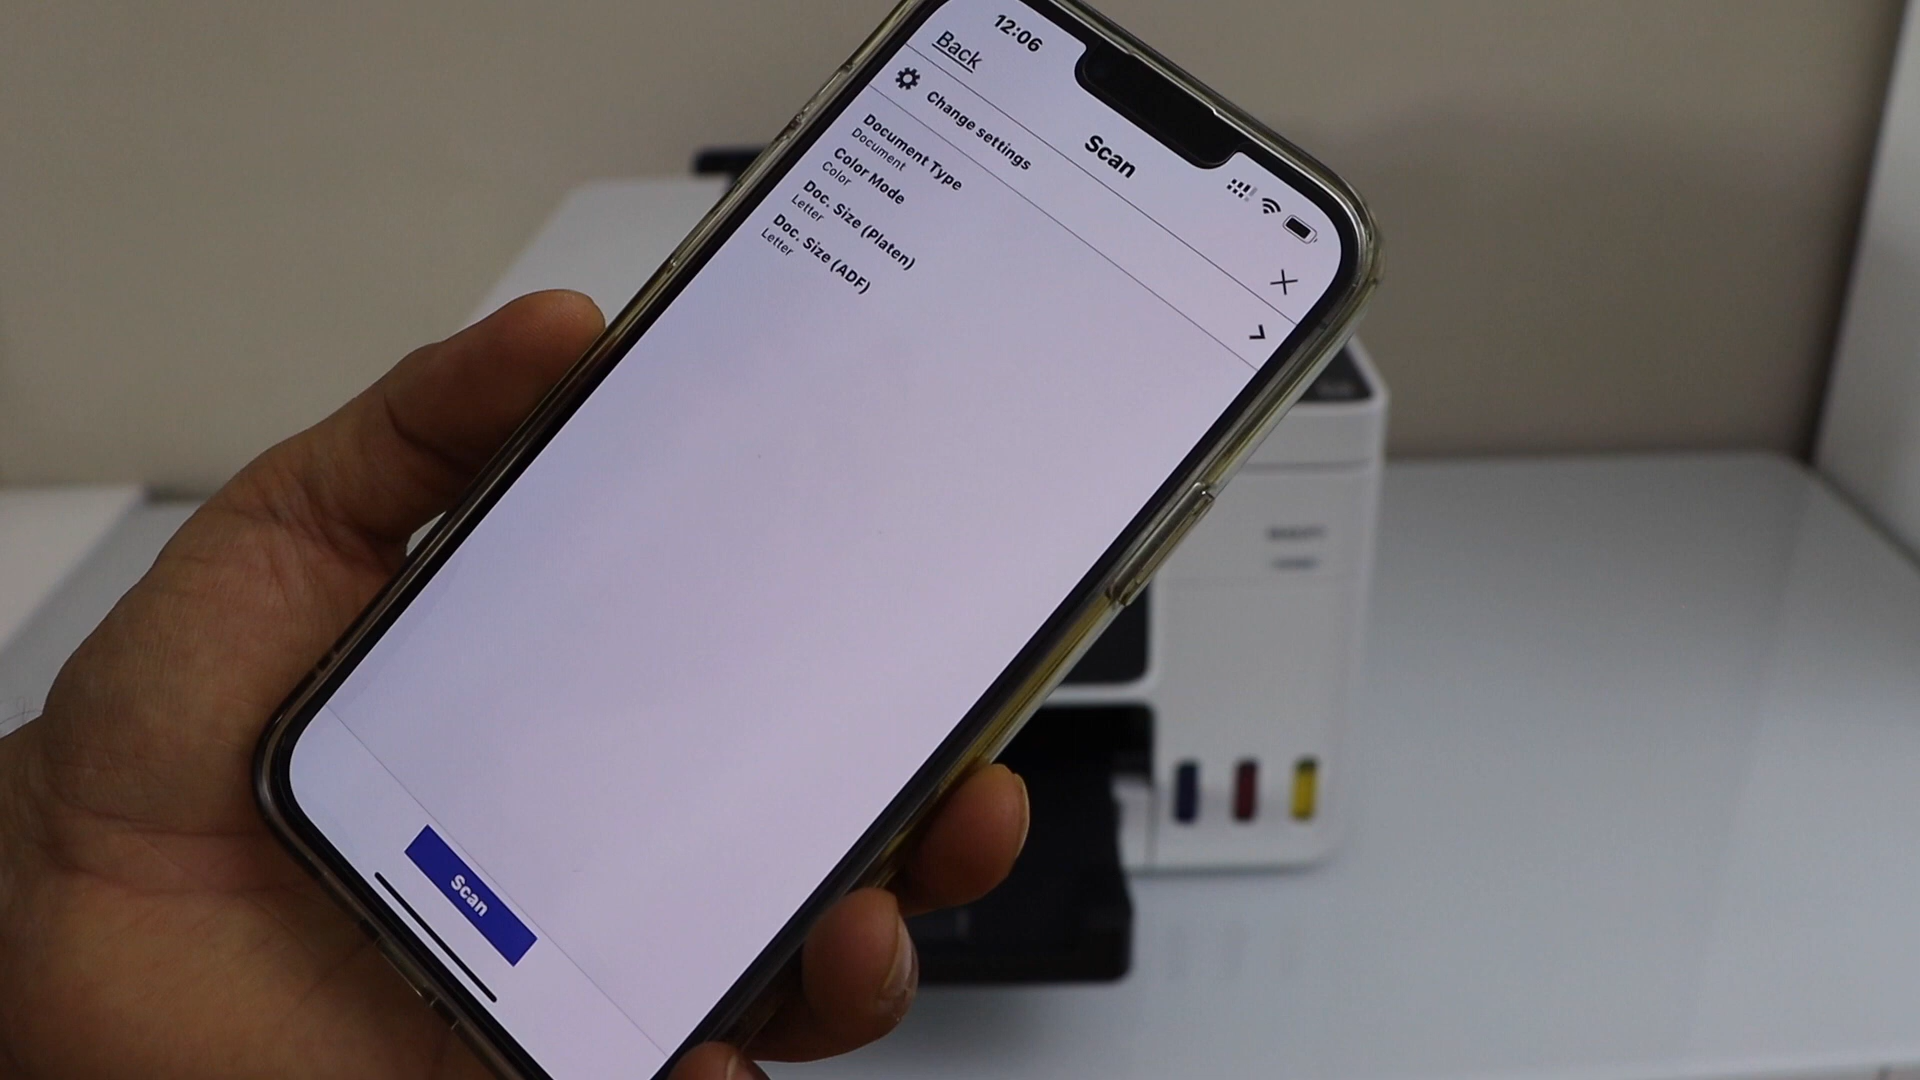 12:06
Back
Scan
Change settings
Document Type
Document
Color Mode
Color
Doc. Size (Platen)
Letter
Doc. Size (ADF)
Letter
Scan